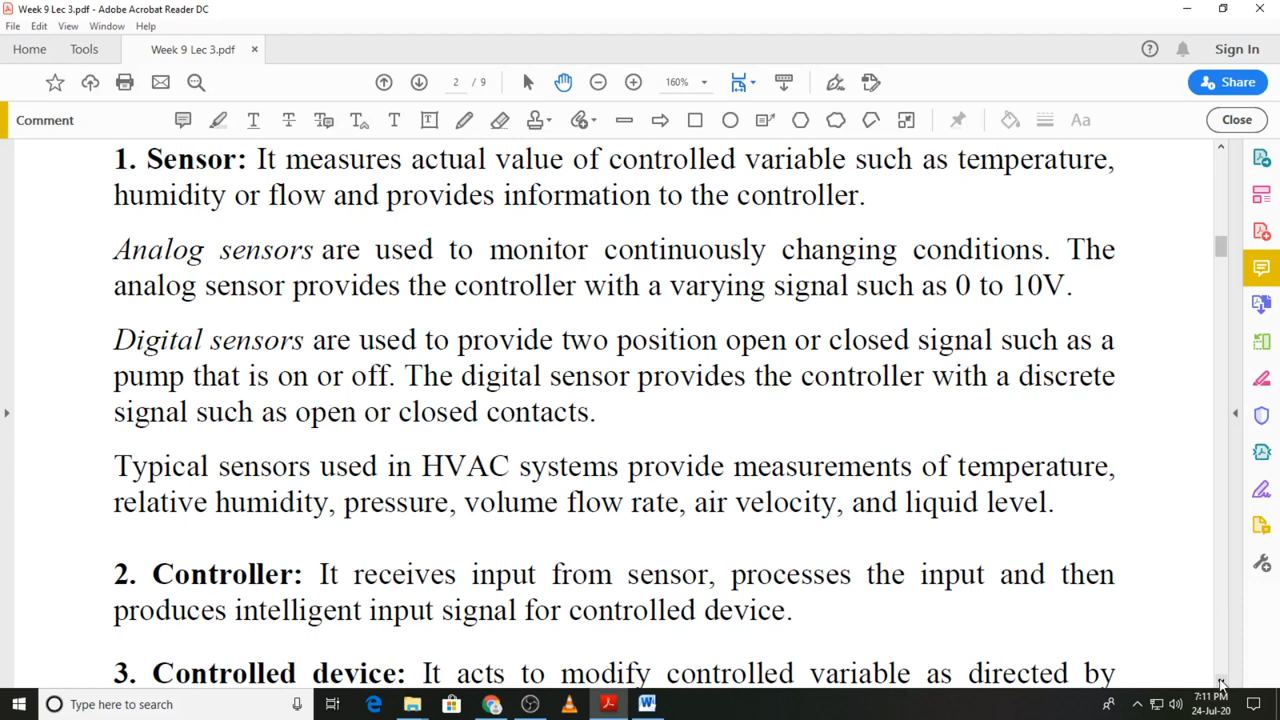 Week 9 Lec 3.pdf - Adobe Acrobat Reader DC
File Edit View Window Help
Home Tools Week 9 Lec 3.pdf × Sign In
2 / 9 160% Share
Comment Aa Close
1. Sensor: It measures actual value of controlled variable such as temperature,
humidity or flow and provides information to the controller.
Analog sensors are used to monitor continuously changing conditions. The
analog sensor provides the controller with a varying signal such as 0 to 10V.
Digital sensors are used to provide two position open or closed signal such as a
pump that is on or off. The digital sensor provides the controller with a discrete
signal such as open or closed contacts.
Typical sensors used in HVAC systems provide measurements of temperature,
relative humidity, pressure, volume flow rate, air velocity, and liquid level.
2. Controller: It receives input from sensor, processes the input and then
produces intelligent input signal for controlled device.
3. Controlled device: It acts to modify controlled variable as directed by
Type here to search
7:11 PM
24-Jul-20